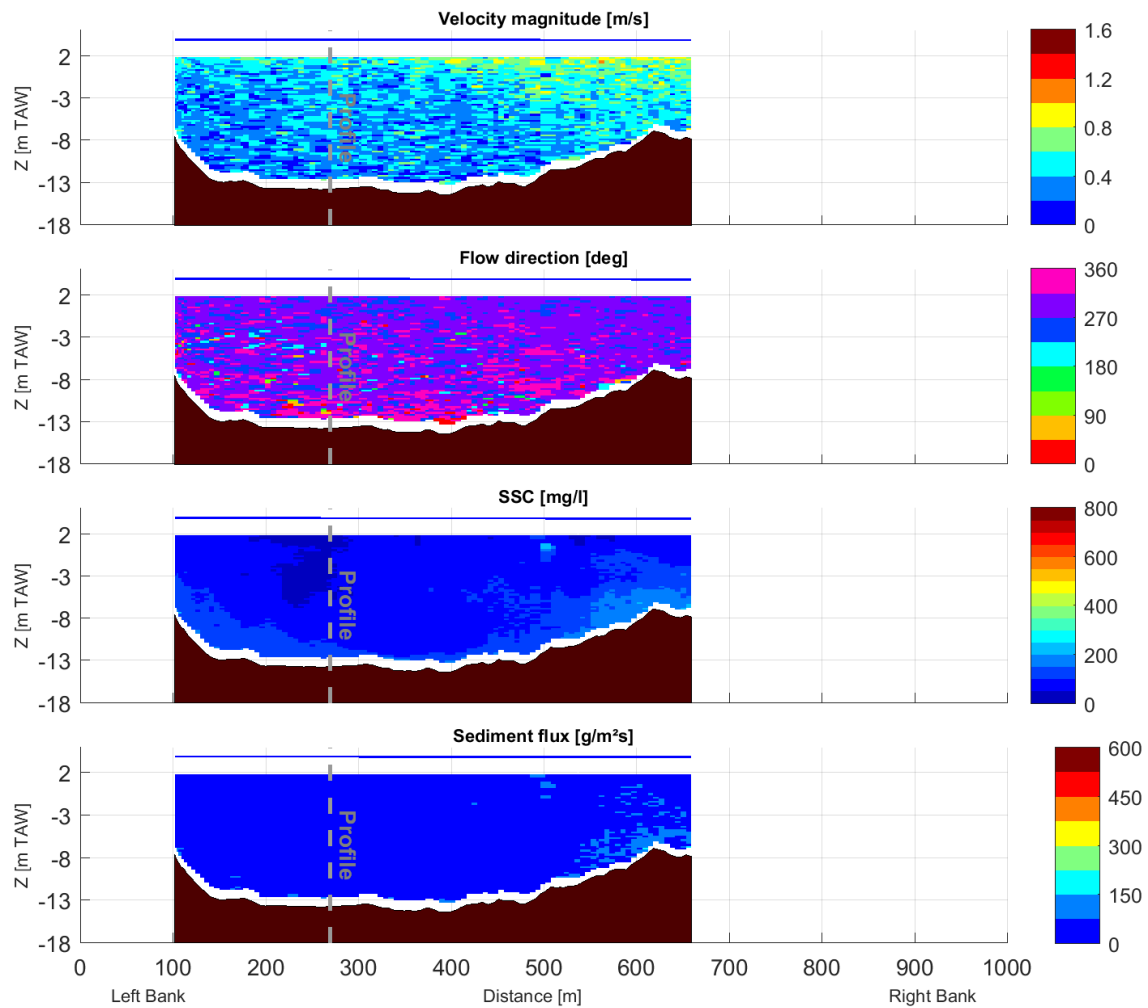 Velocity magnitude [m/s]
Z [m TAW]
2
-3
-8
-13
-18
Profile
1.6
1.2
0.8
0.4
0
Flow direction [deg]
Z [m TAW]
2
-3
-8
-13
-18
Profile
360
270
180
90
0
SSC [mg/l]
Z [m TAW]
2
-3
-8
-13
-18
Profile
800
600
400
200
0
Sediment flux [g/m²s]
Z [m TAW]
2
-3
-8
-13
-18
Profile
600
450
300
150
0
0 100 200 300 400 500 600 700 800 900 1000
Left Bank Distance [m] Right Bank